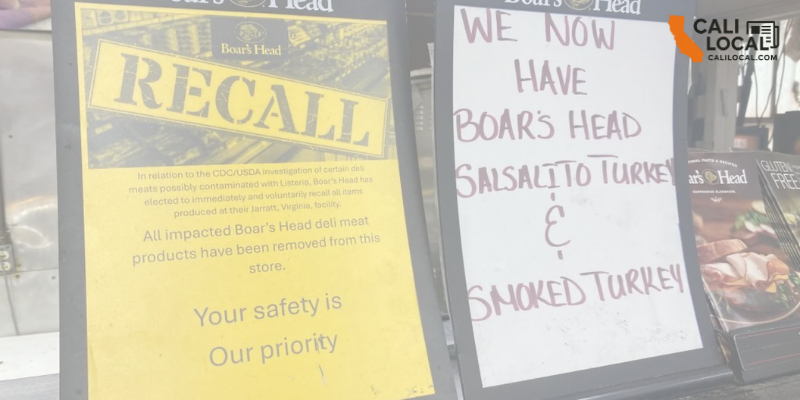 Boar's Head
Boar's Head
RECALL
In relation to the CDC/USDA investigation of certain deli
meats possibly contaminated with Listeria, Boar's Head has
elected to immediately and voluntarily recall all items
produced at their Jarratt, Virginia, facility.
All impacted Boar's Head deli meat
products have been removed from this
store.
Your safety is
Our priority
Boar's Head
WE NOW
HAVE
BOAR'S HEAD
SALSALITO TURKEY
&
SMOKED TURKEY
CALI
LOCAL
CALILOCAL.COM
ar's Head
GLUTEN
FREE